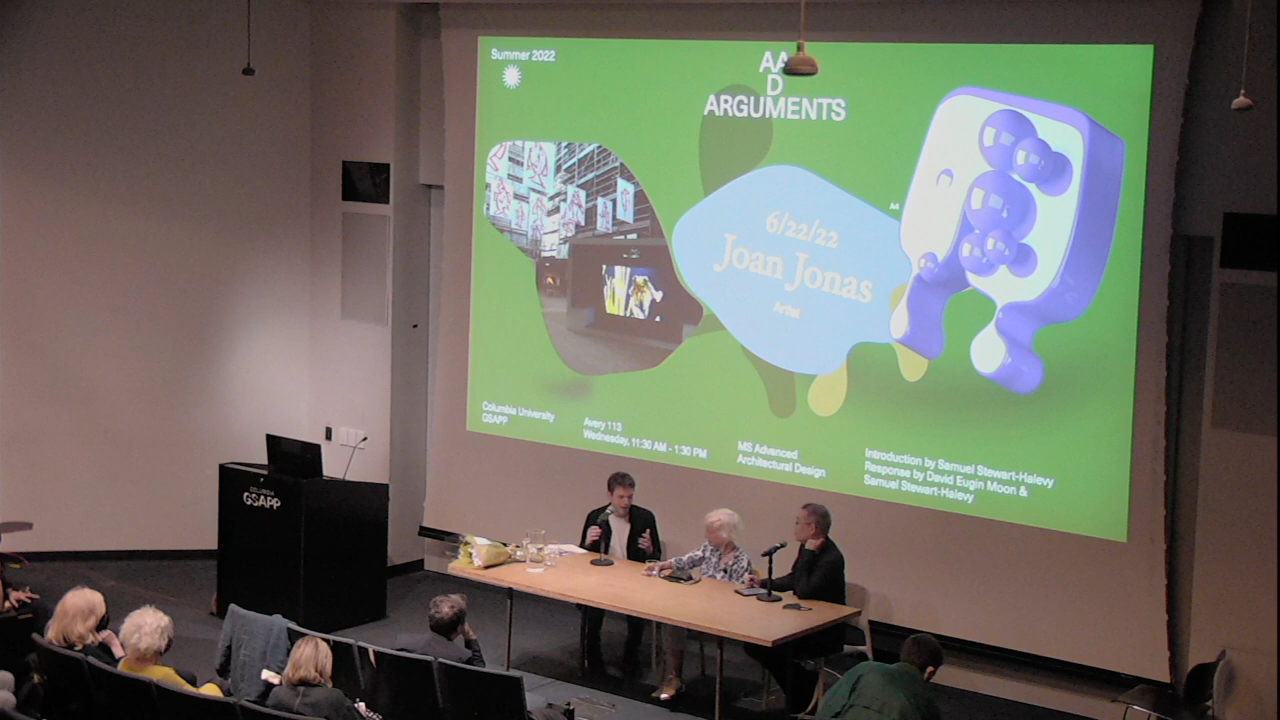 Summer 2022
AA
D
ARGUMENTS
A4
6/22/22
Joan Jonas
Artist
Columbia University
GSAPP
Avery 113
Wednesday, 11:30 AM - 1:30 PM
MS Advanced
Architectural Design
Introduction by Samuel Stewart-Halevy
Response by David Eugin Moon &
Samuel Stewart-Halevy
COLUMBIA
GSAPP